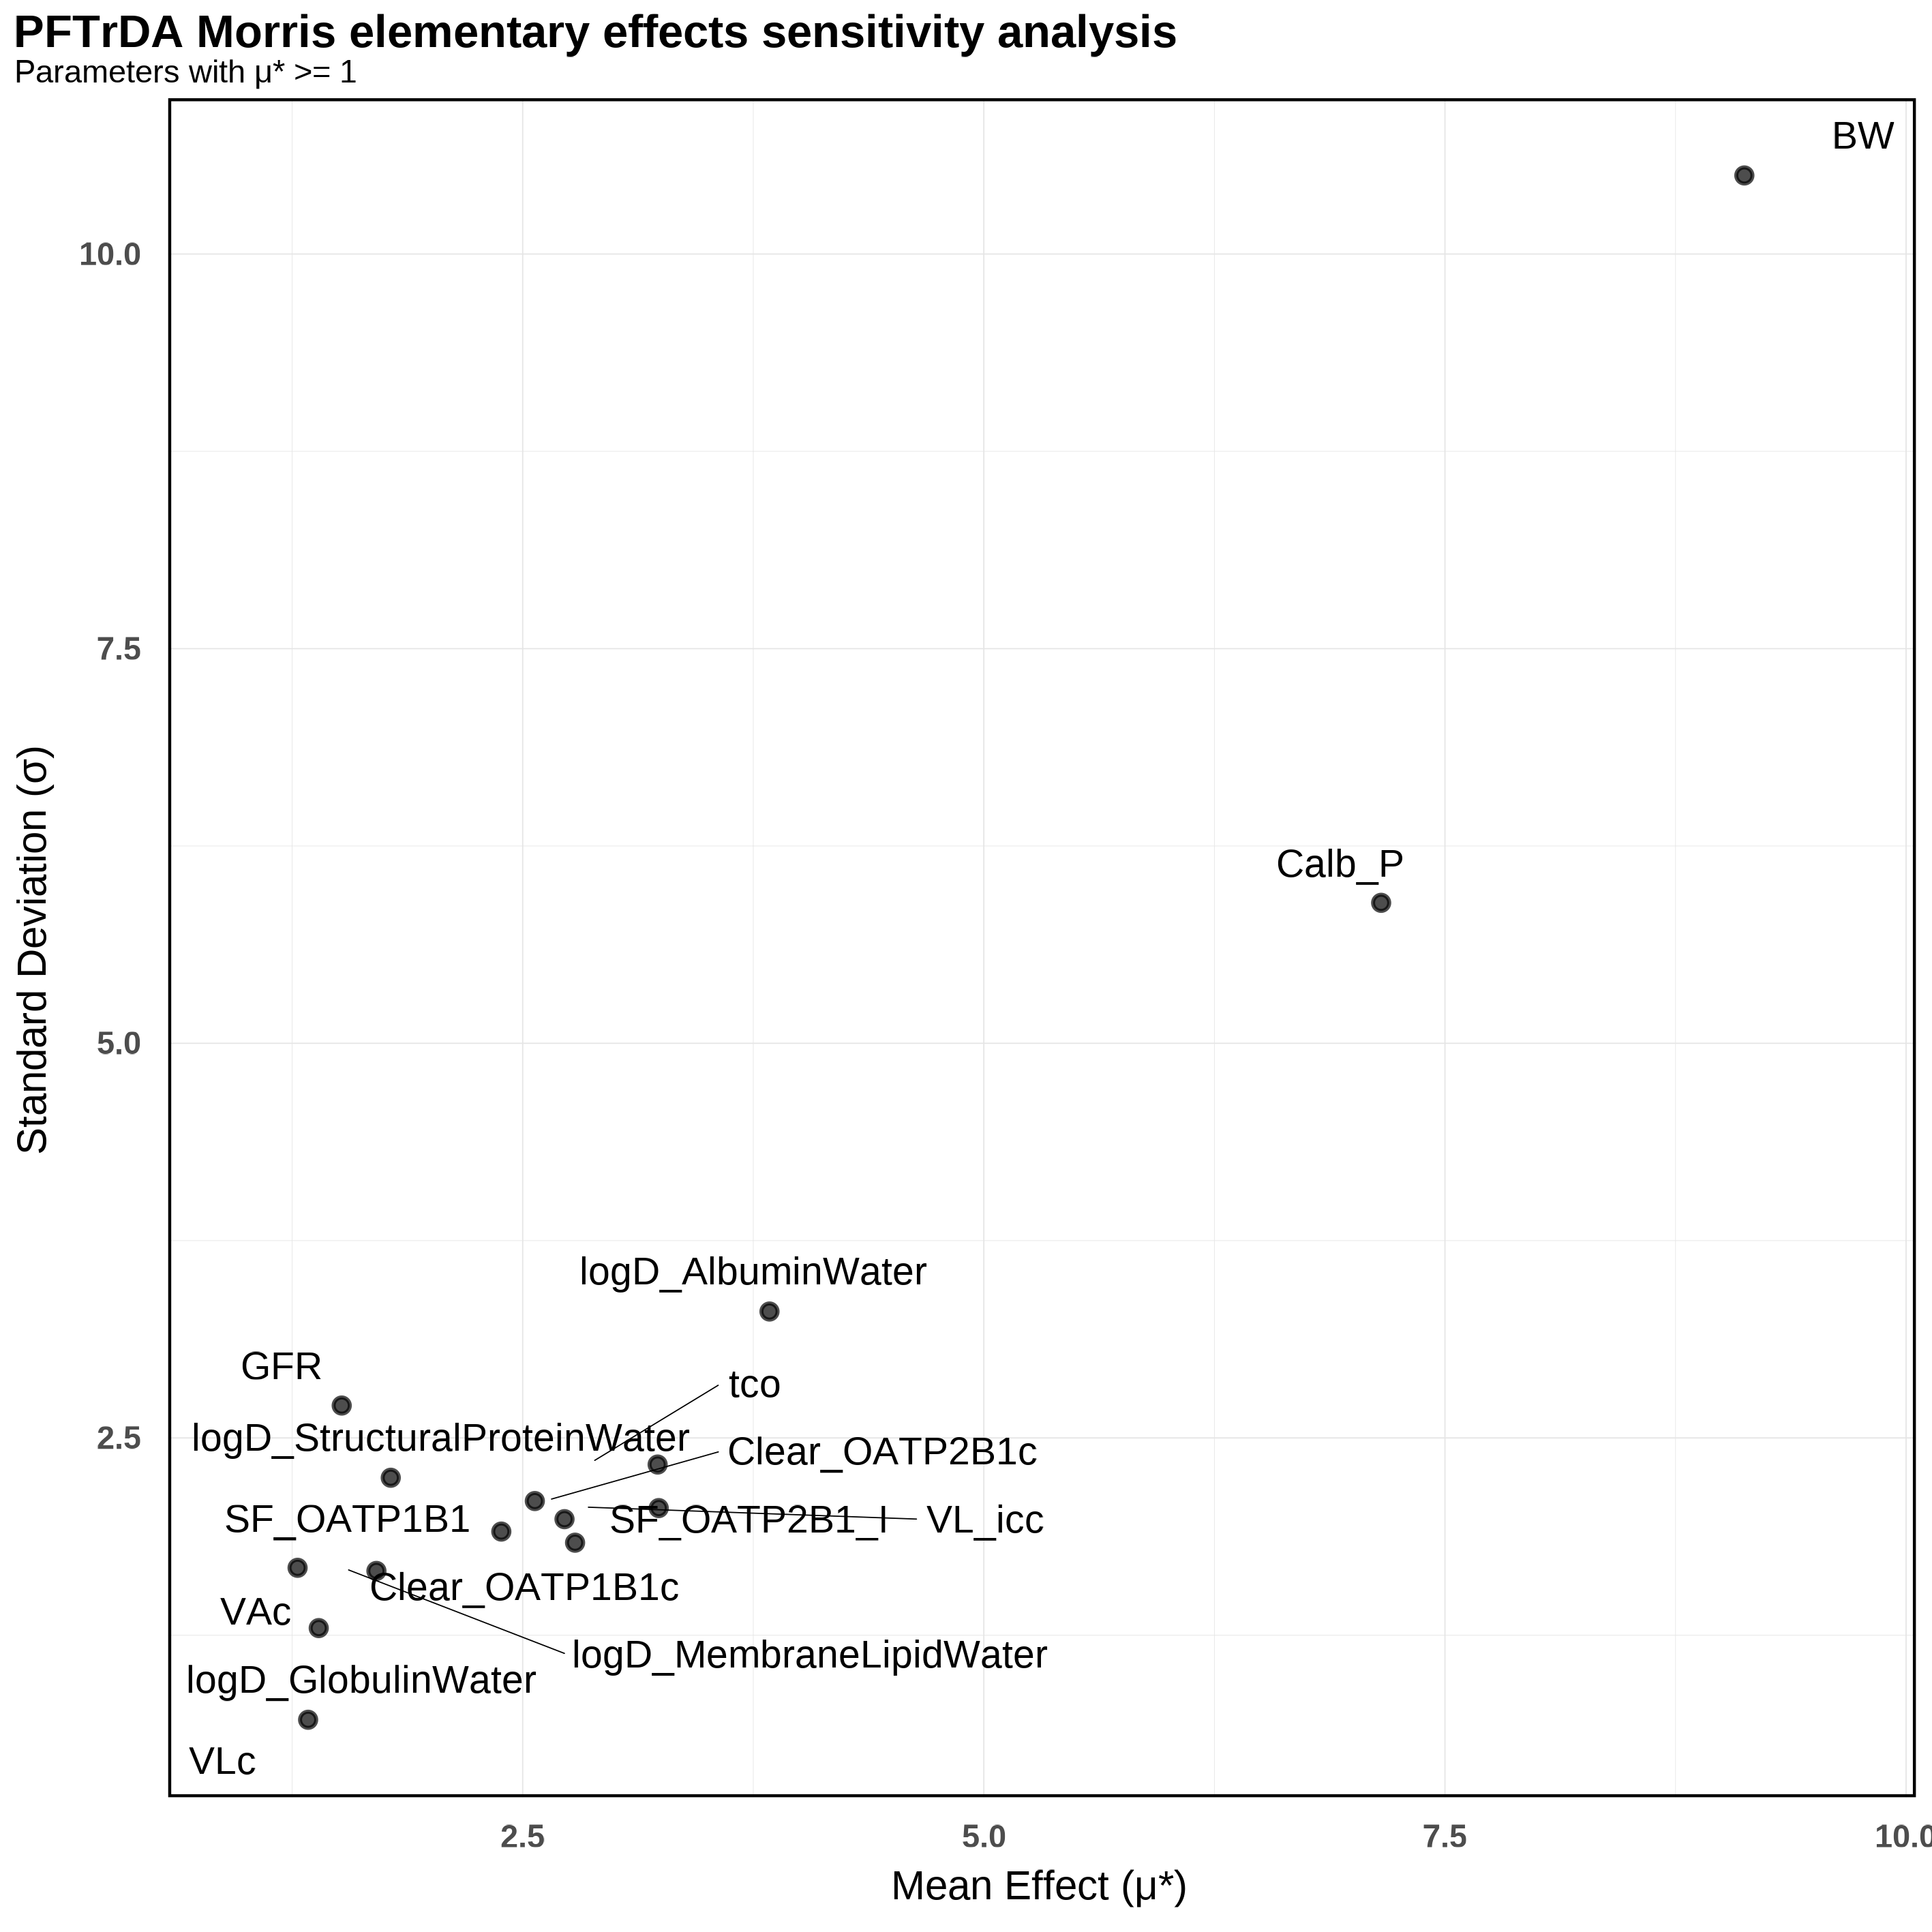 PFTrDA Morris elementary effects sensitivity analysis
Parameters with μ* >= 1
BW
10.0
7.5
Standard Deviation (σ)
Calb_P
5.0
logD_AlbuminWater
GFR
tco
2.5
logD_StructuralProteinWater
Clear_OATP2B1c
SF_OATP1B1
SF_OATP2B1_I
VL_icc
Clear_OATP1B1c
VAc
logD_MembraneLipidWater
logD_GlobulinWater
VLc
2.5
5.0
7.5
10.0
Mean Effect (μ*)